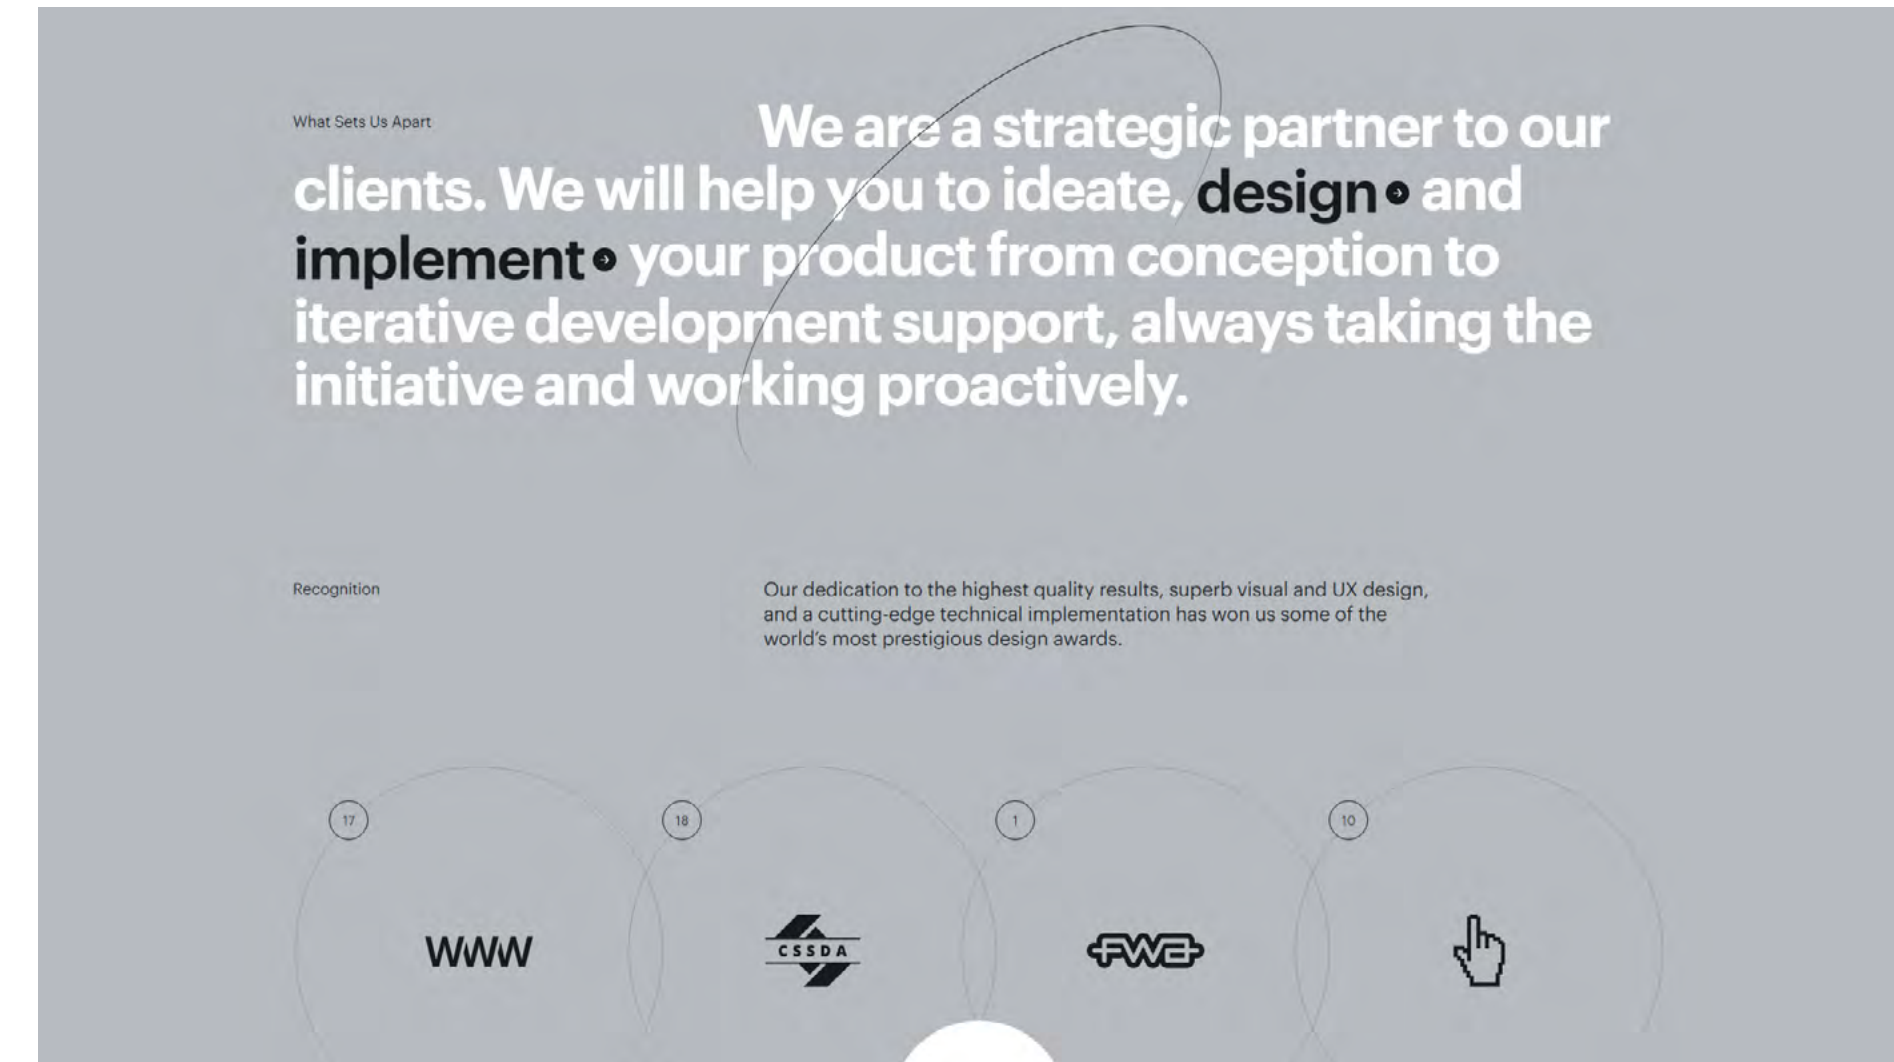 What Sets Us Apart
We are a strategic partner to our
clients. We will help you to ideate, design and
implement your product from conception to
iterative development support, always taking the
initiative and working proactively.
Recognition
Our dedication to the highest quality results, superb visual and UX design,
and a cutting-edge technical implementation has won us some of the
world's most prestigious design awards.
17
18
1
10
WWW
CSSDA
FWA